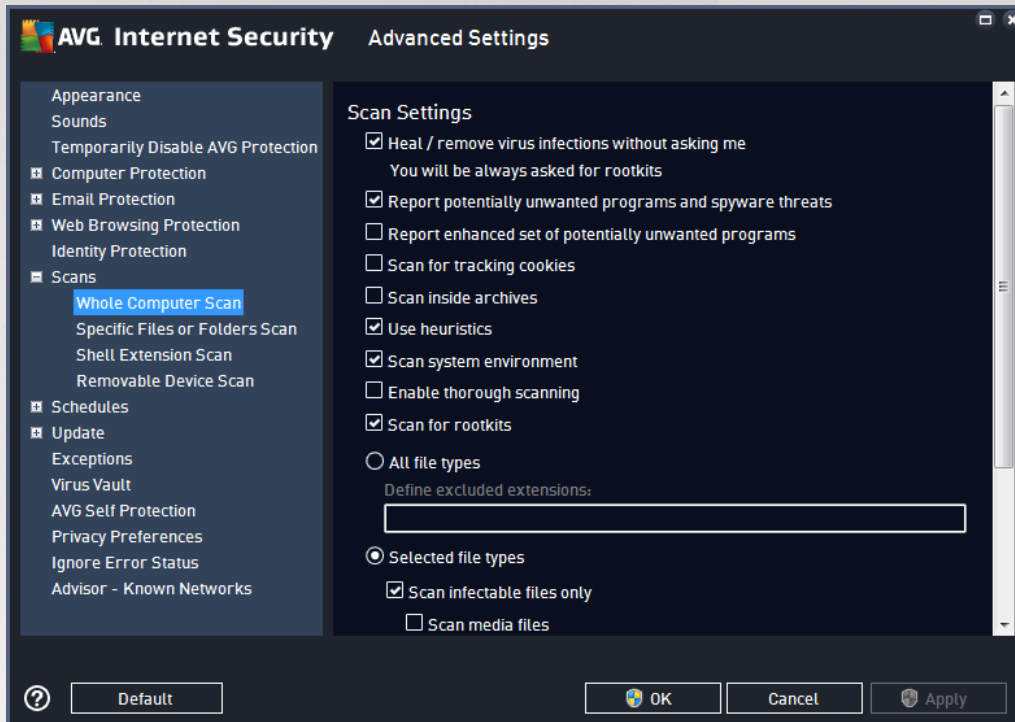 AVG Internet Security Advanced Settings
Appearance
Sounds
Temporarily Disable AVG Protection
Computer Protection
Email Protection
Web Browsing Protection
Identity Protection
Scans
Whole Computer Scan
Specific Files or Folders Scan
Shell Extension Scan
Removable Device Scan
Schedules
Update
Exceptions
Virus Vault
AVG Self Protection
Privacy Preferences
Ignore Error Status
Advisor - Known Networks
Scan Settings
Heal / remove virus infections without asking me
You will be always asked for rootkits
Report potentially unwanted programs and spyware threats
Report enhanced set of potentially unwanted programs
Scan for tracking cookies
Scan inside archives
Use heuristics
Scan system environment
Enable thorough scanning
Scan for rootkits
All file types
Define excluded extensions:
Selected file types
Scan infectable files only
Scan media files
? Default OK Cancel Apply